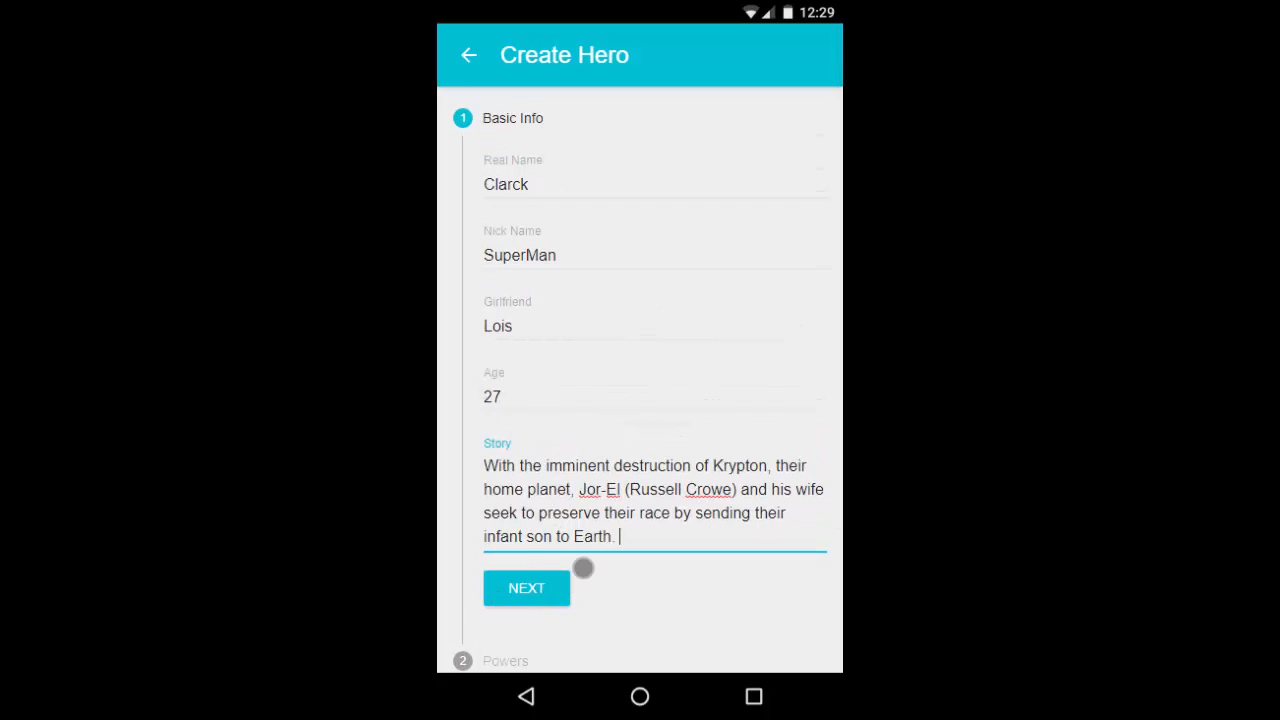 12:29
Create Hero
1 Basic Info
Real Name
Clarck
Nick Name
SuperMan
Girlfriend
Lois
Age
27
Story
With the imminent destruction of Krypton, their
home planet, Jor-El (Russell Crowe) and his wife
seek to preserve their race by sending their
infant son to Earth.
NEXT
2 Powers